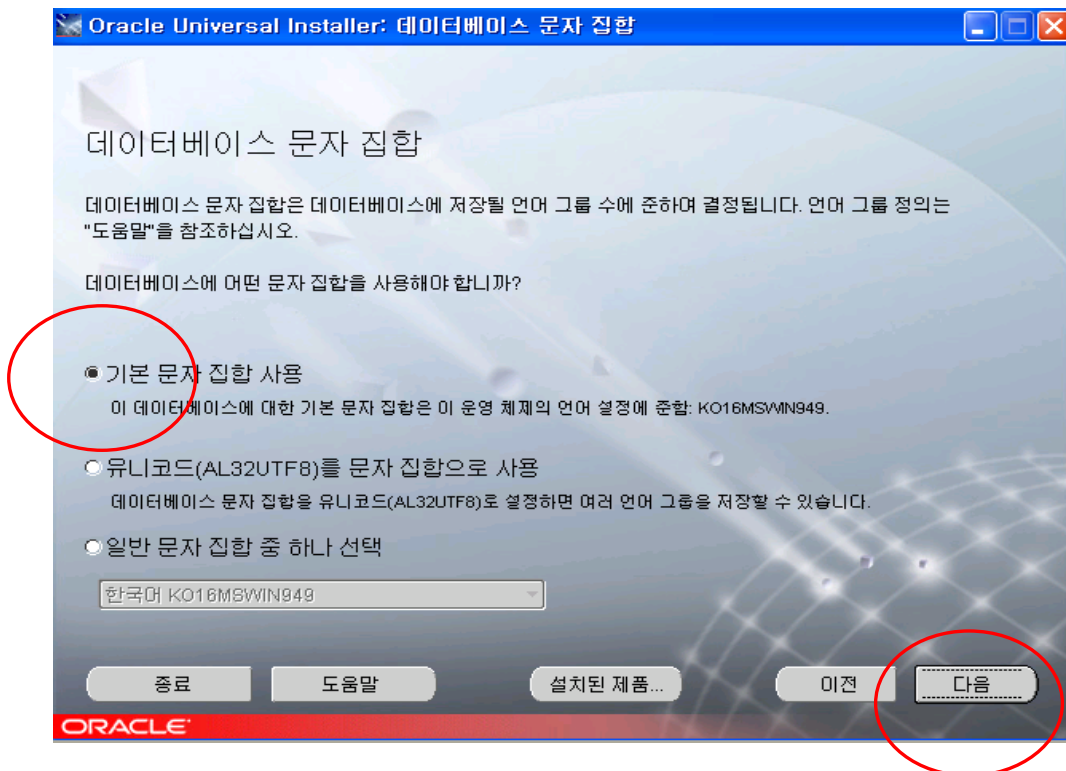 Oracle Universal Installer: 데이터베이스 문자 집합
데이터베이스 문자 집합
데이터베이스 문자 집합은 데이터베이스에 저장될 언어 그룹 수에 준하여 결정됩니다. 언어 그룹 정의는
"도움말"을 참조하십시오.
데이터베이스에 어떤 문자 집합을 사용해야 합니까?
기본 문자 집합 사용
이 데이터베이스에 대한 기본 문자 집합은 이 운영 체제의 언어 설정에 준함: KO16MSWIN949.
유니코드(AL32UTF8)를 문자 집합으로 사용
데이터베이스 문자 집합을 유니코드(AL32UTF8)로 설정하면 여러 언어 그룹을 저장할 수 있습니다.
일반 문자 집합 중 하나 선택
한국어 KO16MSWIN949
종료 도움말 설치된 제품... 이전 다음
ORACLE